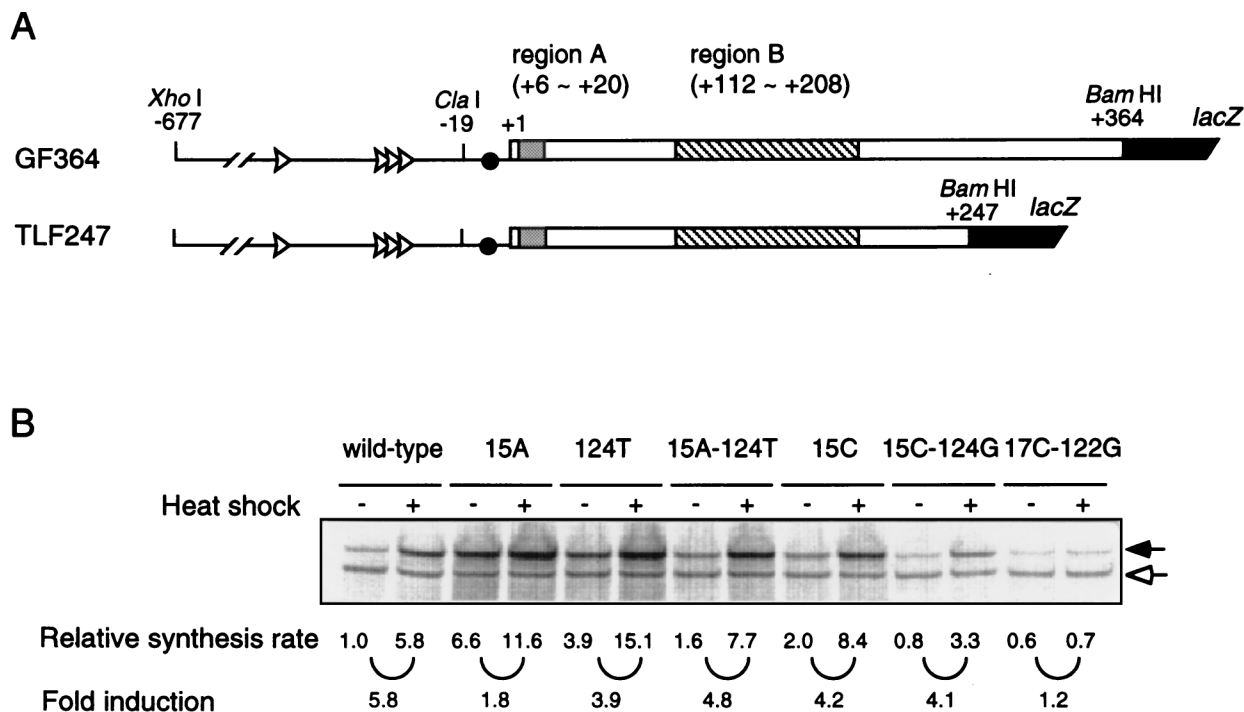 A
region A region B
(+6 ~ +20) (+112 ~ +208)
Xho I Cla I Bam HI
-677 -19 +1 +364 lacZ
GF364
Bam HI
+247 lacZ
TLF247
B
wild-type 15A 124T 15A-124T 15C 15C-124G 17C-122G
Heat shock - + - + - + - + - + - + - +
Relative synthesis rate 1.0 5.8 6.6 11.6 3.9 15.1 1.6 7.7 2.0 8.4 0.8 3.3 0.6 0.7
Fold induction 5.8 1.8 3.9 4.8 4.2 4.1 1.2